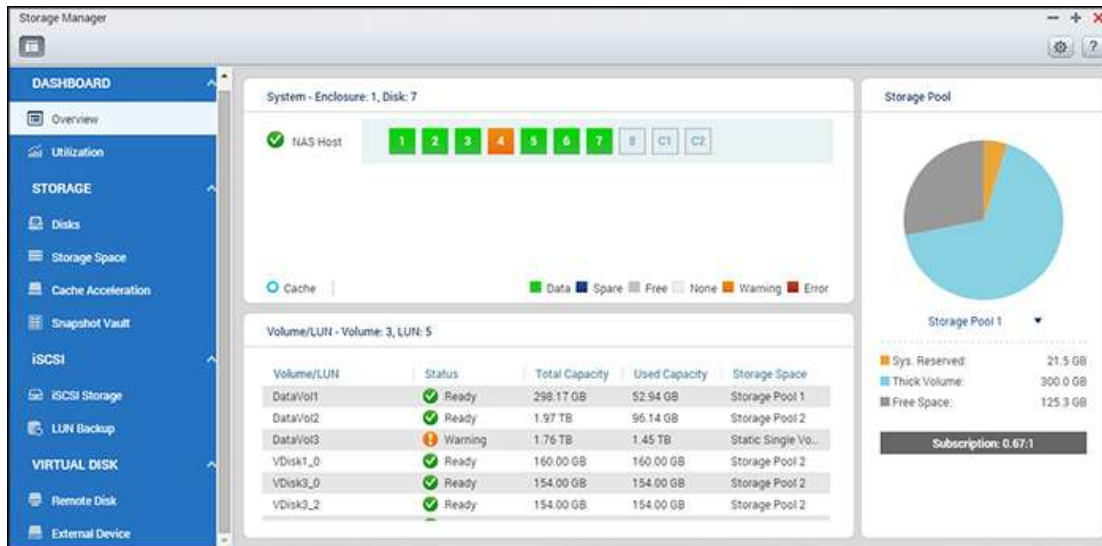 Storage Manager
DASHBOARD
Overview
Utilization
STORAGE
Disks
Storage Space
Cache Acceleration
Snapshot Vault
iSCSI
iSCSI Storage
LUN Backup
VIRTUAL DISK
Remote Disk
External Device
System - Enclosure: 1, Disk: 7
NAS Host 1 2 3 4 5 6 7 8 C1 C2
Cache Data Spare Free None Warning Error
Volume/LUN - Volume: 3, LUN: 5
Volume/LUN Status Total Capacity Used Capacity Storage Space
DataVol1 Ready 298.17 GB 52.94 GB Storage Pool 1
DataVol2 Ready 1.97 TB 96.14 GB Storage Pool 2
DataVol3 Warning 1.76 TB 1.45 TB Static Single Vo...
VDisk1_0 Ready 160.00 GB 160.00 GB Storage Pool 2
VDisk3_0 Ready 154.00 GB 154.00 GB Storage Pool 2
VDisk3_2 Ready 154.00 GB 154.00 GB Storage Pool 2
Storage Pool
Storage Pool 1
Sys. Reserved: 21.5 GB
Thick Volume: 300.0 GB
Free Space: 125.3 GB
Subscription: 0.67:1